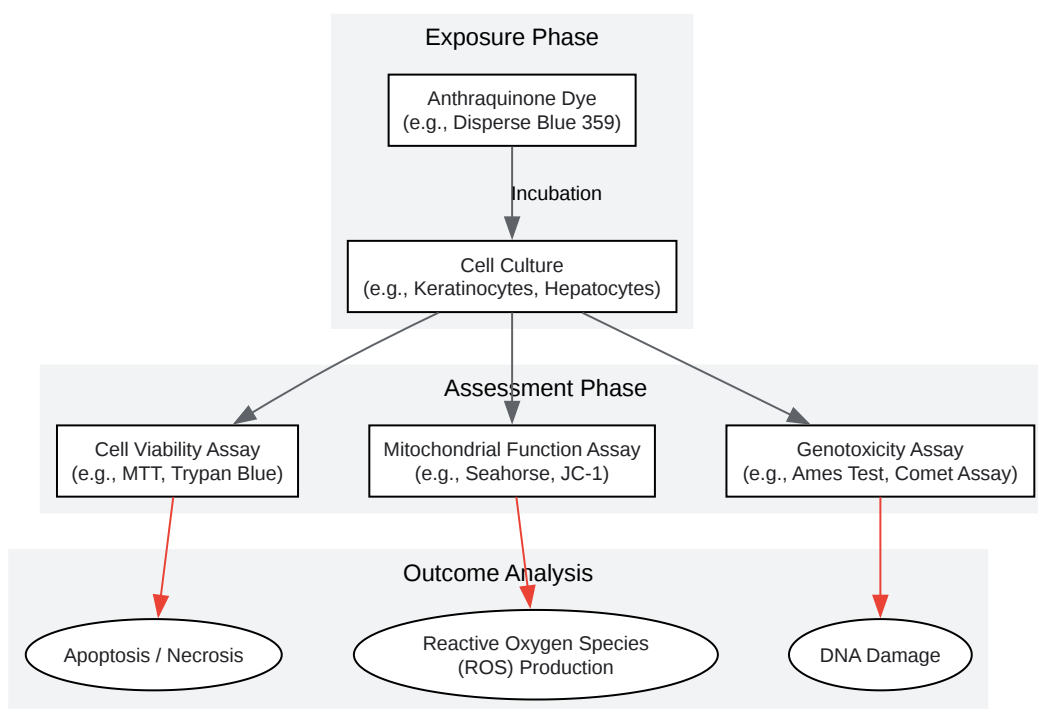 Exposure Phase
Anthraquinone Dye
(e.g., Disperse Blue 359)
Incubation
Cell Culture
(e.g., Keratinocytes, Hepatocytes)
Assessment Phase
Cell Viability Assay
(e.g., MTT, Trypan Blue)
Mitochondrial Function Assay
(e.g., Seahorse, JC-1)
Genotoxicity Assay
(e.g., Ames Test, Comet Assay)
Outcome Analysis
Apoptosis / Necrosis
Reactive Oxygen Species
(ROS) Production
DNA Damage